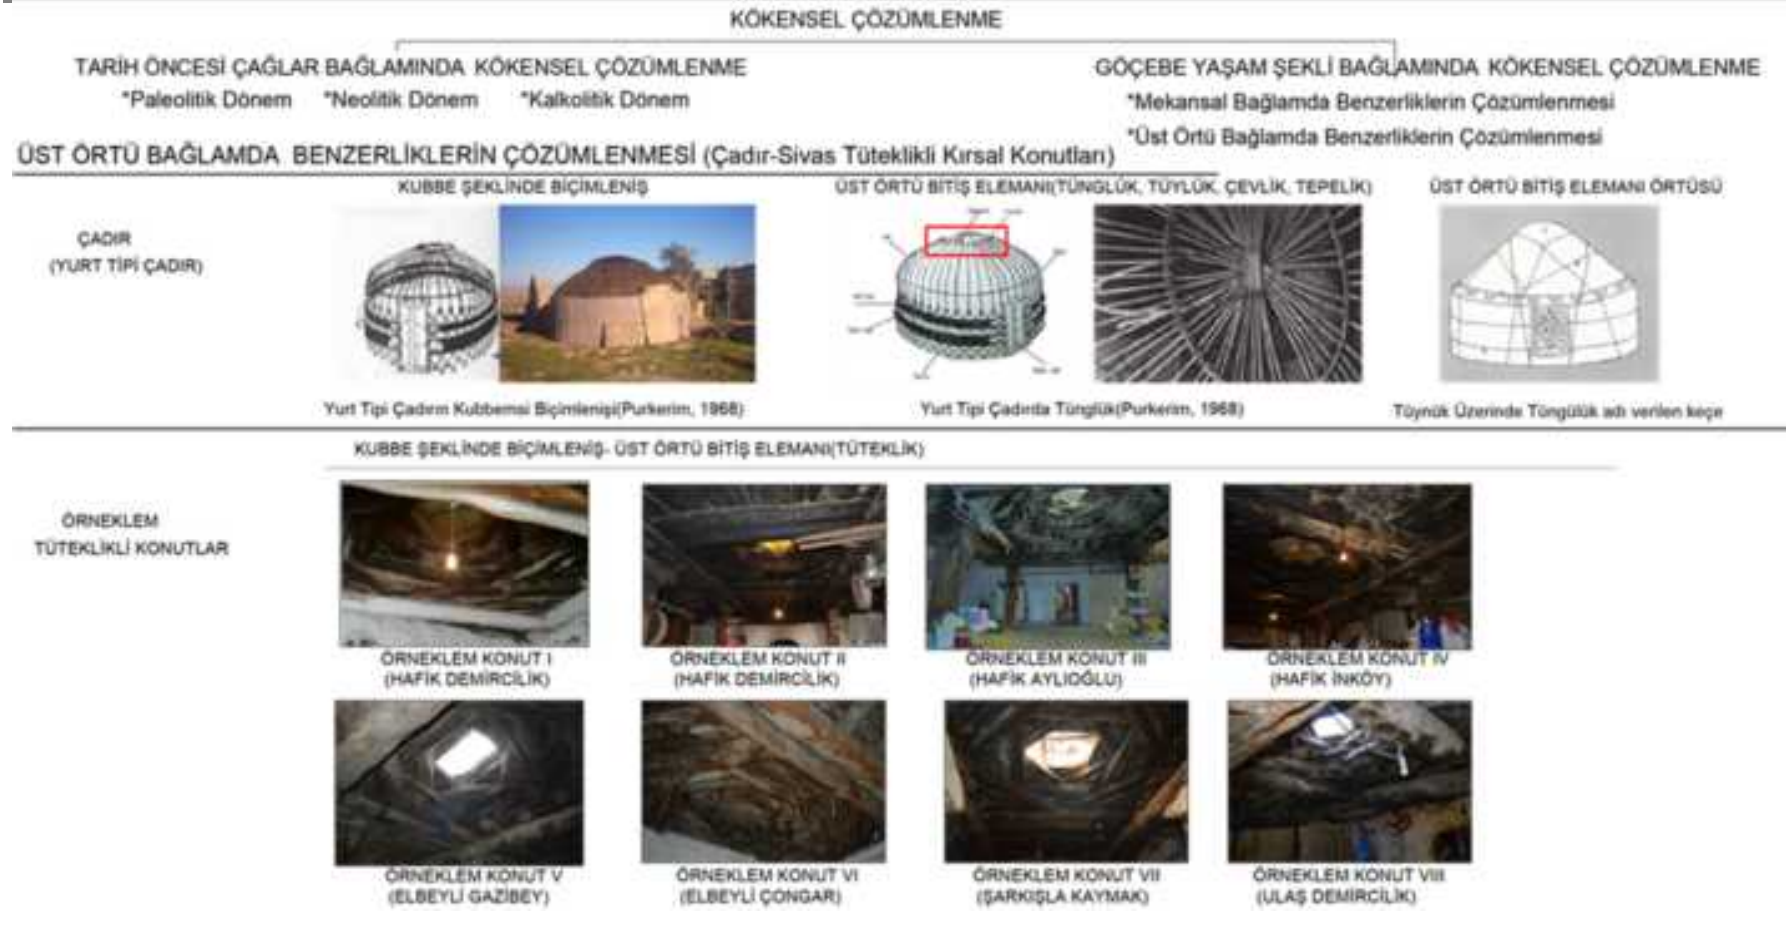 KÖKENSEL ÇÖZÜMLENME
TARİH ÖNCESİ ÇAĞLAR BAĞLAMINDA KÖKENSEL ÇÖZÜMLENME
*Paleolitik Dönem *Neolitik Dönem *Kalkolitik Dönem
GÖÇEBE YAŞAM ŞEKLİ BAĞLAMINDA KÖKENSEL ÇÖZÜMLENME
*Mekansal Bağlamda Benzerliklerin Çözümlenmesi
*Üst Örtü Bağlamda Benzerliklerin Çözümlenmesi
ÜST ÖRTÜ BAĞLAMDA BENZERLİKLERİN ÇÖZÜMLENMESİ (Çadır-Sivas Tüteklikli Kırsal Konutları)
KUBBE ŞEKLİNDE BİÇİMLENİŞ
ÜST ÖRTÜ BİTİŞ ELEMANI(TÜNGLÜK, TÜYLÜK, ÇEVLİK, TEPELİK)
ÜST ÖRTÜ BİTİŞ ELEMANI ÖRTÜSÜ
ÇADIR
(YURT TİPİ ÇADIR)
Yurt Tipi Çadırın Kubbemsi Biçimlenişi(Purkerim, 1968)
Yurt Tipi Çadırda Tünglük(Purkerim, 1968)
Töynük Üzerinde Töngülük adı verilen keçe
KUBBE ŞEKLİNDE BİÇİMLENİŞ- ÜST ÖRTÜ BİTİŞ ELEMANI(TÜTEKLİK)
ÖRNEKLEM
TÜTEKLİKLİ KONUTLAR
ÖRNEKLEM KONUT I
(HAFİK DEMİRCİLİK)
ÖRNEKLEM KONUT II
(HAFİK DEMİRCİLİK)
ÖRNEKLEM KONUT III
(HAFİK AYLIOĞLU)
ÖRNEKLEM KONUT IV
(HAFİK İNKÖY)
ÖRNEKLEM KONUT V
(ELBEYLİ GAZİBEY)
ÖRNEKLEM KONUT VI
(ELBEYLİ ÇONGAR)
ÖRNEKLEM KONUT VII
(ŞARKIŞLA KAYMAK)
ÖRNEKLEM KONUT VIII
(ULAŞ DEMİRCİLİK)